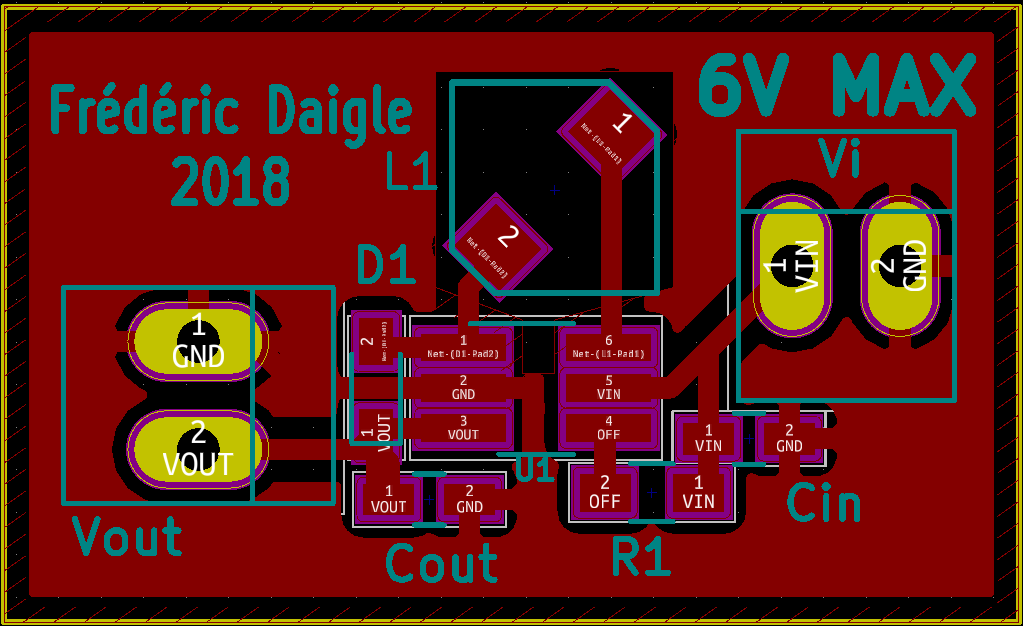 Frédéric Daigle
2018
6V MAX
L1
1
Net-(L1-Pad1)
2
Net-(D1-Pad2)
Vi
1
VIN
2
GND
D1
2
Net-(D1-Pad2)
1
VOUT
1
GND
2
VOUT
Vout
1
Net-(D1-Pad2)
2
GND
3
VOUT
6
Net-(L1-Pad1)
5
VIN
4
OFF
U1
1
VIN
2
GND
Cin
1
VOUT
2
GND
Cout
2
OFF
1
VIN
R1